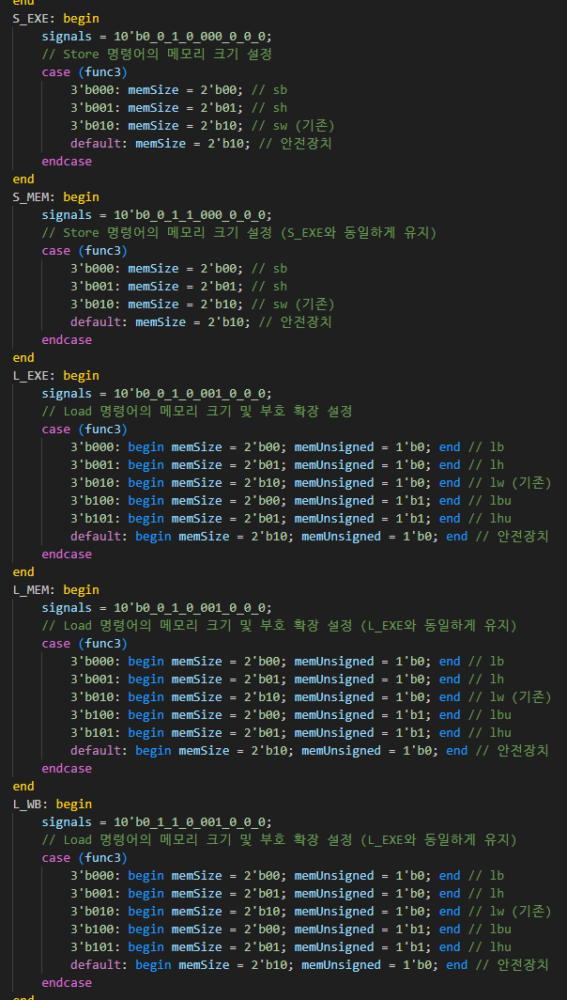 end
S_EXE: begin
signals = 10'b0_0_1_0_000_0_0_0;
// Store 명령어의 메모리 크기 설정
case (func3)
3'b000: memSize = 2'b00; // sb
3'b001: memSize = 2'b01; // sh
3'b010: memSize = 2'b10; // sw (기존)
default: memSize = 2'b10; // 안전장치
endcase
end
S_MEM: begin
signals = 10'b0_0_1_1_000_0_0_0;
// Store 명령어의 메모리 크기 설정 (S_EXE와 동일하게 유지)
case (func3)
3'b000: memSize = 2'b00; // sb
3'b001: memSize = 2'b01; // sh
3'b010: memSize = 2'b10; // sw (기존)
default: memSize = 2'b10; // 안전장치
endcase
end
L_EXE: begin
signals = 10'b0_0_1_0_001_0_0_0;
// Load 명령어의 메모리 크기 및 부호 확장 설정
case (func3)
3'b000: begin memSize = 2'b00; memUnsigned = 1'b0; end // lb
3'b001: begin memSize = 2'b01; memUnsigned = 1'b0; end // lh
3'b010: begin memSize = 2'b10; memUnsigned = 1'b0; end // lw (기존)
3'b100: begin memSize = 2'b00; memUnsigned = 1'b1; end // lbu
3'b101: begin memSize = 2'b01; memUnsigned = 1'b1; end // lhu
default: begin memSize = 2'b10; memUnsigned = 1'b0; end // 안전장치
endcase
end
L_MEM: begin
signals = 10'b0_0_1_0_001_0_0_0;
// Load 명령어의 메모리 크기 및 부호 확장 설정 (L_EXE와 동일하게 유지)
case (func3)
3'b000: begin memSize = 2'b00; memUnsigned = 1'b0; end // lb
3'b001: begin memSize = 2'b01; memUnsigned = 1'b0; end // lh
3'b010: begin memSize = 2'b10; memUnsigned = 1'b0; end // lw (기존)
3'b100: begin memSize = 2'b00; memUnsigned = 1'b1; end // lbu
3'b101: begin memSize = 2'b01; memUnsigned = 1'b1; end // lhu
default: begin memSize = 2'b10; memUnsigned = 1'b0; end // 안전장치
endcase
end
L_WB: begin
signals = 10'b0_1_1_0_001_0_0_0;
// Load 명령어의 메모리 크기 및 부호 확장 설정 (L_EXE와 동일하게 유지)
case (func3)
3'b000: begin memSize = 2'b00; memUnsigned = 1'b0; end // lb
3'b001: begin memSize = 2'b01; memUnsigned = 1'b0; end // lh
3'b010: begin memSize = 2'b10; memUnsigned = 1'b0; end // lw (기존)
3'b100: begin memSize = 2'b00; memUnsigned = 1'b1; end // lbu
3'b101: begin memSize = 2'b01; memUnsigned = 1'b1; end // lhu
default: begin memSize = 2'b10; memUnsigned = 1'b0; end // 안전장치
endcase
end